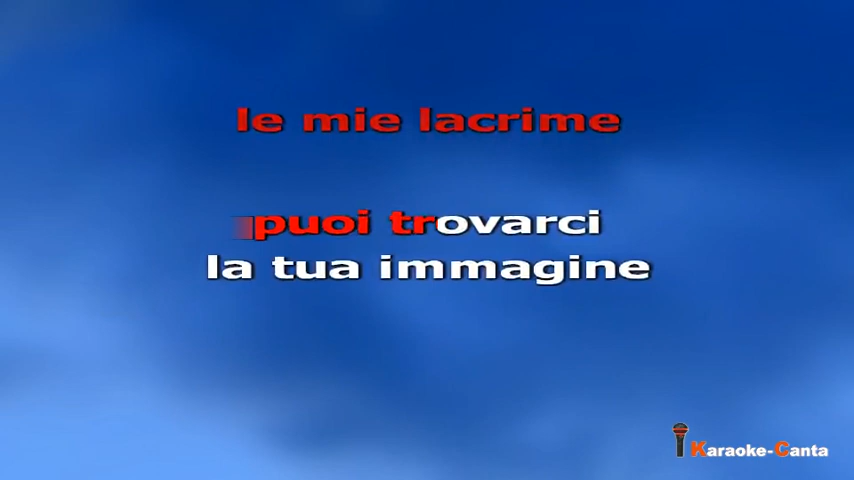 le mie lacrime
puoi trovarci
la tua immagine
Karaoke-Canta